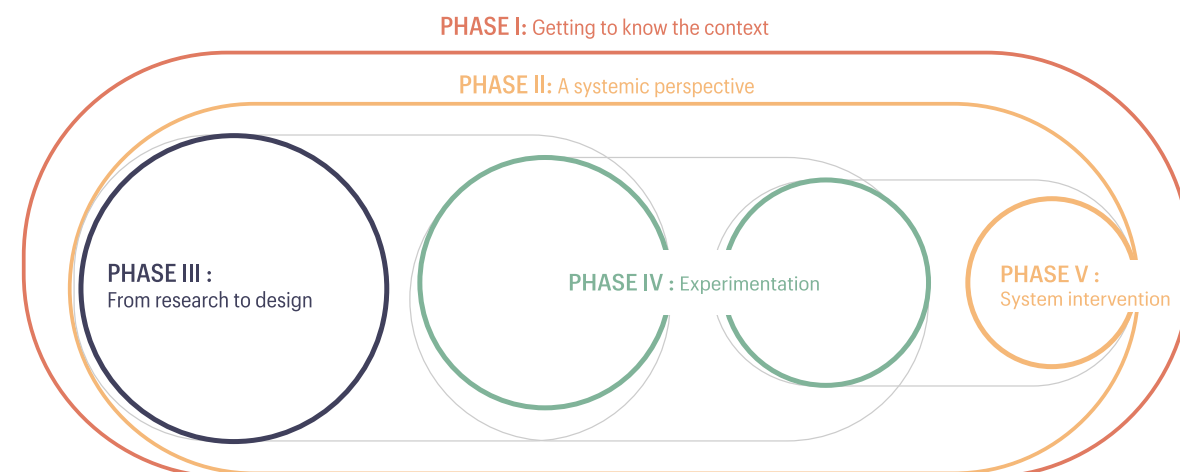 PHASE I: Getting to know the context
PHASE II: A systemic perspective
PHASE III :
From research to design
PHASE IV : Experimentation
PHASE V :
System intervention